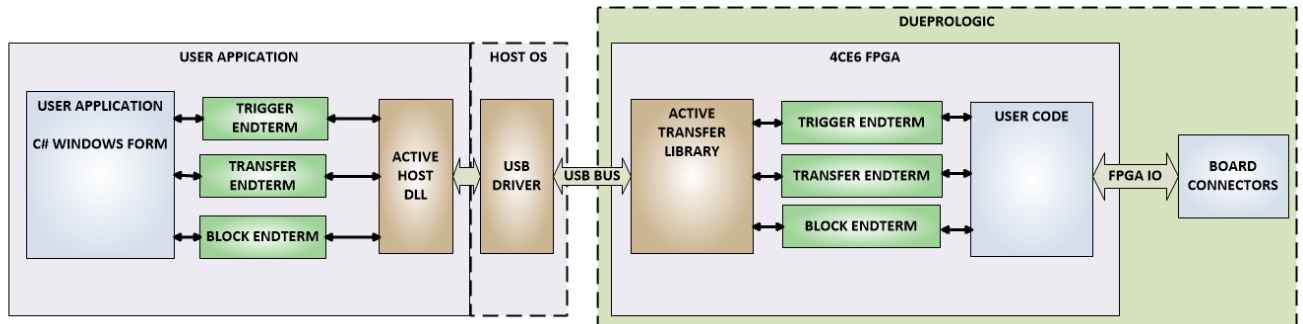 DUEPROLOGIC
USER APPICATION
HOST OS
4CE6 FPGA
USER APPLICATION
C# WINDOWS FORM
TRIGGER
ENDTERM
TRANSFER
ENDTERM
BLOCK ENDTERM
ACTIVE
HOST
DLL
USB
DRIVER
USB BUS
ACTIVE
TRANSFER
LIBRARY
TRIGGER ENDTERM
TRANSFER ENDTERM
BLOCK ENDTERM
USER CODE
FPGA IO
BOARD
CONNECTORS